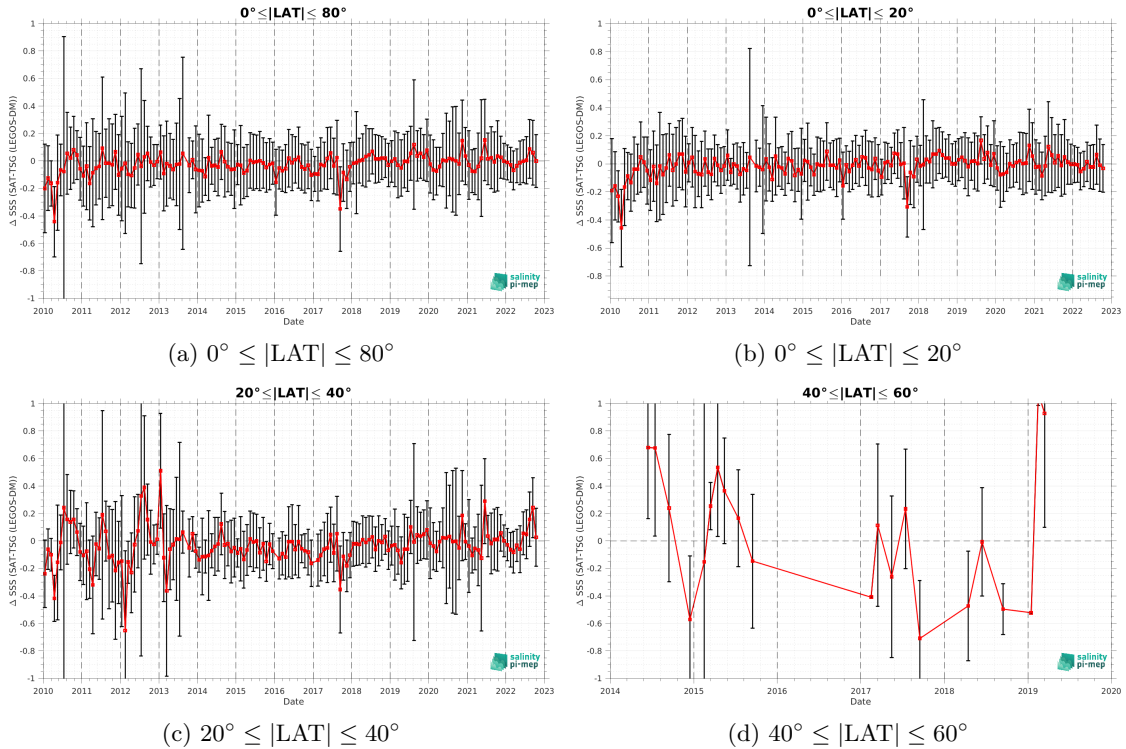 0°≤|LAT|≤ 80°
Δ SSS (SAT-TSG (LEGOS-DM))
1
0.8
0.6
0.4
0.2
0
-0.2
-0.4
-0.6
-0.8
-1
2010 2011 2012 2013 2014 2015 2016 2017 2018 2019 2020 2021 2022 2023
Date
salinity
pi-mep
(a) 0° ≤ |LAT| ≤ 80°
0°≤|LAT|≤ 20°
Δ SSS (SAT-TSG (LEGOS-DM))
1
0.8
0.6
0.4
0.2
0
-0.2
-0.4
-0.6
-0.8
2010 2011 2012 2013 2014 2015 2016 2017 2018 2019 2020 2021 2022
Date
salinity
pi-mep
(b) 0° ≤ |LAT| ≤ 20°
20°≤|LAT|≤ 40°
Δ SSS (SAT-TSG (LEGOS-DM))
1
0.8
0.6
0.4
0.2
0
-0.2
-0.4
-0.6
-0.8
-1
2010 2011 2012 2013 2014 2015 2016 2017 2018 2019 2020 2021 2022 2023
Date
salinity
pi-mep
(c) 20° ≤ |LAT| ≤ 40°
40°≤|LAT|≤ 60°
Δ SSS (SAT-TSG (LEGOS-DM))
1
0.8
0.6
0.4
0.2
0
-0.2
-0.4
-0.6
-0.8
-1
2014 2015 2016 2017 2018 2019 2020
Date
salinity
pi-mep
(d) 40° ≤ |LAT| ≤ 60°